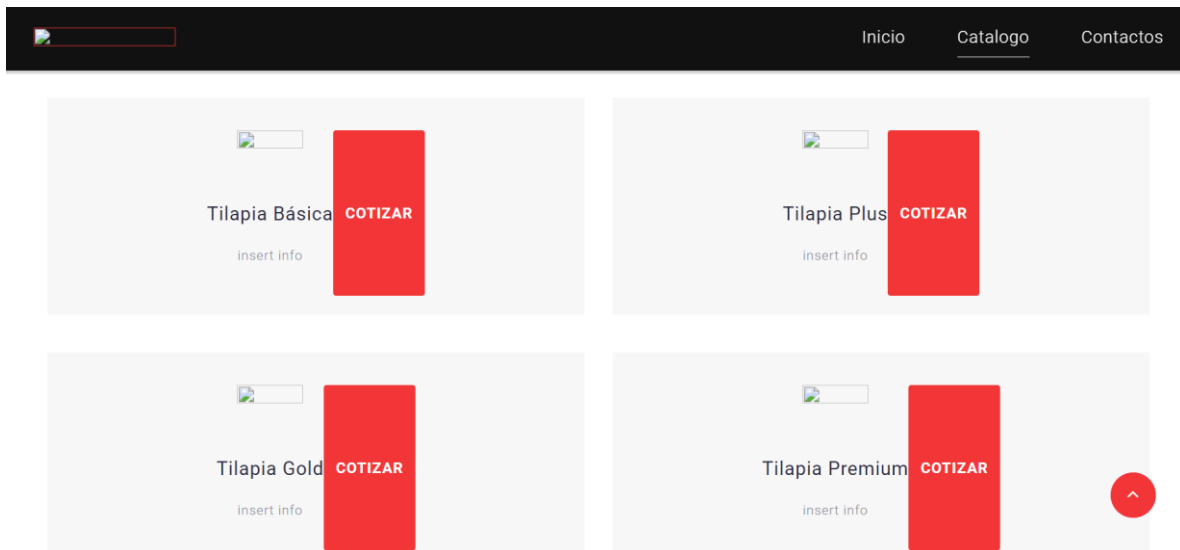 Inicio Catalogo Contactos
Tilapia Básica COTIZAR
insert info
Tilapia Plus COTIZAR
insert info
Tilapia Gold COTIZAR
insert info
Tilapia Premium COTIZAR
insert info